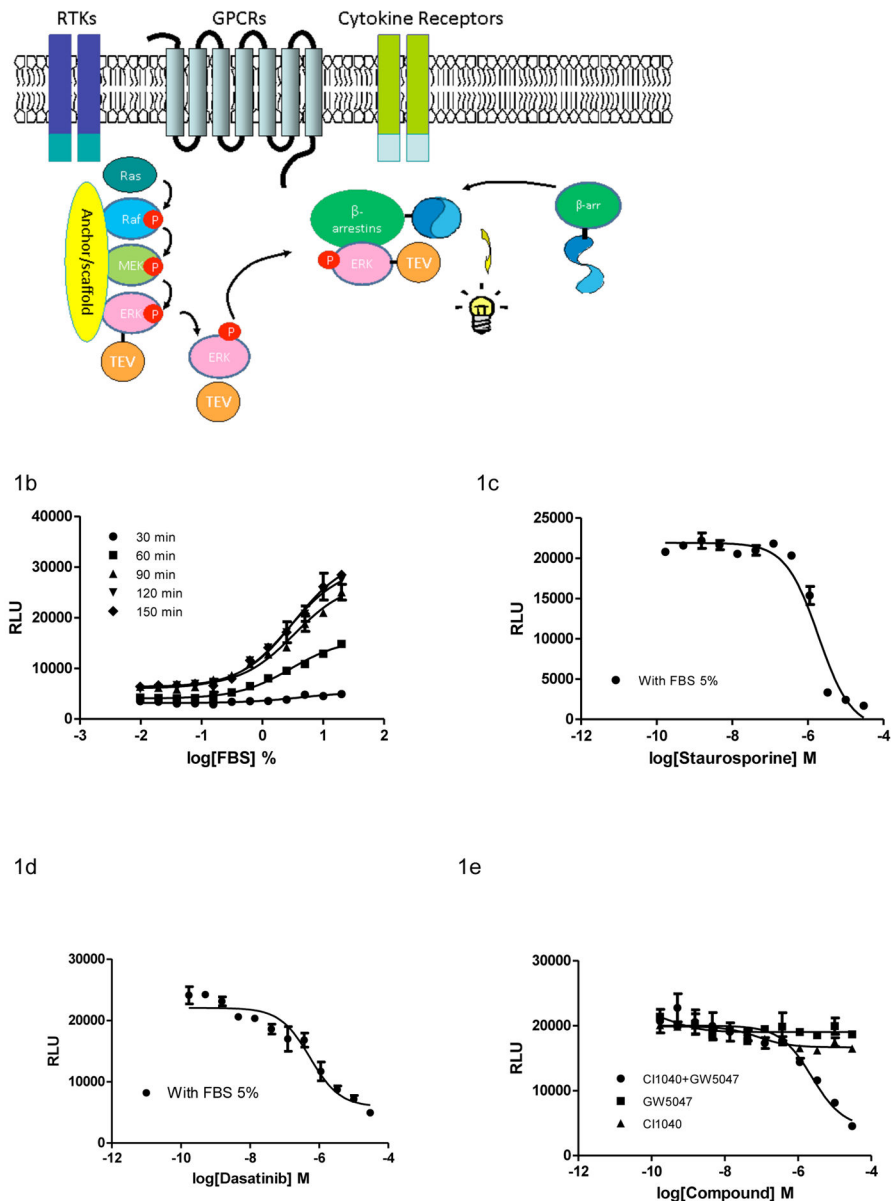 RTKs GPCRs Cytokine Receptors
Ras
Raf P
MEK P
ERK P
TEV
Anchor/scaffold
P
ERK
TEV
β-
arrestins
P ERK TEV
β-arr
1b
40000
30000
20000
10000
0
RLU
30 min
60 min
90 min
120 min
150 min
-3 -2 -1 0 1 2
log[FBS] %
1c
25000
20000
15000
10000
5000
0
RLU
With FBS 5%
-12 -10 -8 -6 -4
log[Staurosporine] M
1d
30000
20000
10000
0
RLU
With FBS 5%
-12 -10 -8 -6 -4
log[Dasatinib] M
1e
30000
20000
10000
0
RLU
CI1040+GW5047
GW5047
CI1040
-12 -10 -8 -6 -4
log[Compound] M